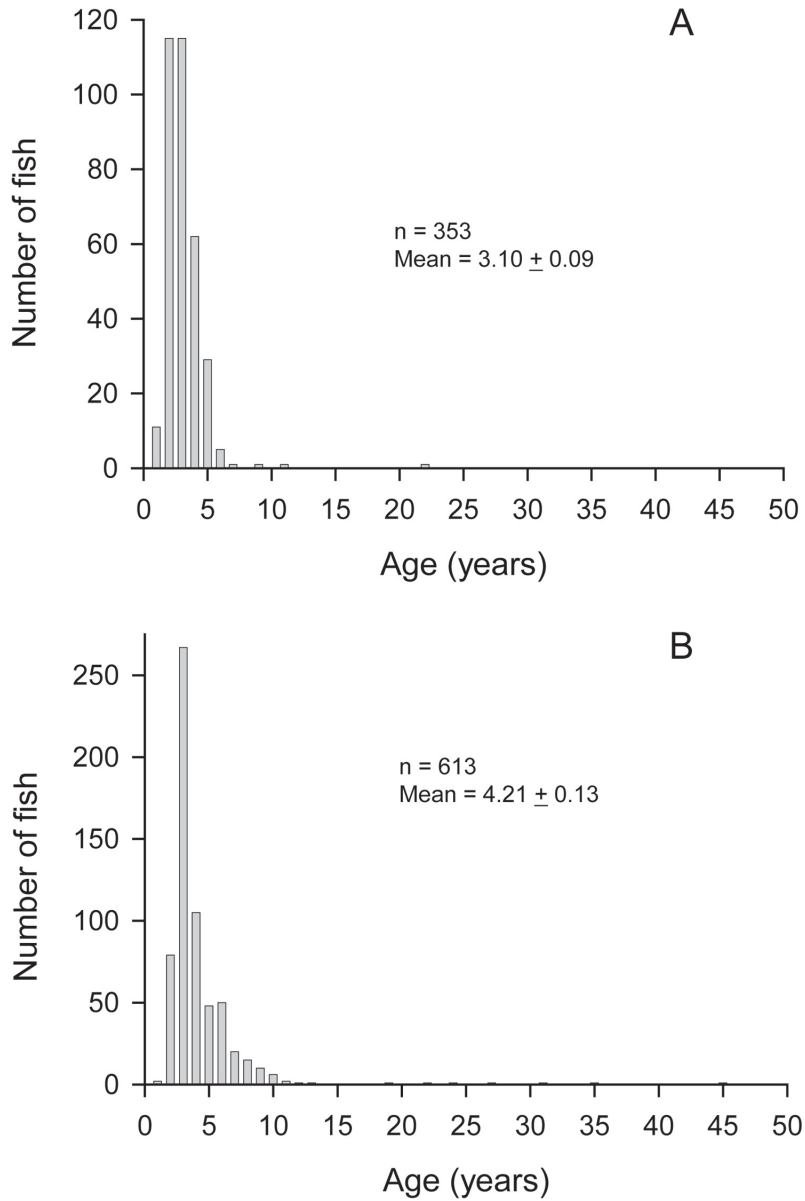 A
120
100
80
60
40
20
0
Number of fish
n = 353
Mean = 3.10 ± 0.09
0 5 10 15 20 25 30 35 40 45 50
Age (years)
B
250
200
150
100
50
0
Number of fish
n = 613
Mean = 4.21 ± 0.13
0 5 10 15 20 25 30 35 40 45 50
Age (years)